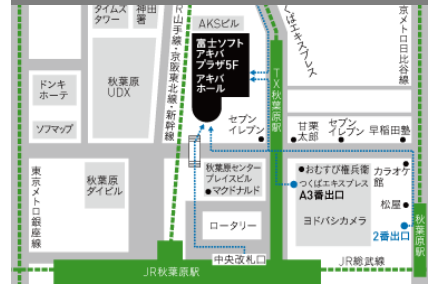 タイムズ
タワー
神田
署
JR山手線・京阪東北線・新幹線
AKSビル
つくばエキスプレス
東京メトロ日比谷線
富士ソフト
アキバ
プラザ5F
アキバ
ホール
TX秋葉原駅
ドンキ
ホーテ
秋葉原
UDX
ソフマップ
セブン
イレブン
甘栗
太郎
セブン
イレブン
早稲田塾
東京メトロ銀座線
秋葉原
ダイビル
秋葉原センター
プレイスビル
●マクドナルド
●おむすび権兵衛
つくばエキスプレス
A3番出口
ヨドバシカメラ
カラオケ
館
松屋
2番出口
秋葉原駅
ロータリー
中央改札口
JR総武線
JR秋葉原駅